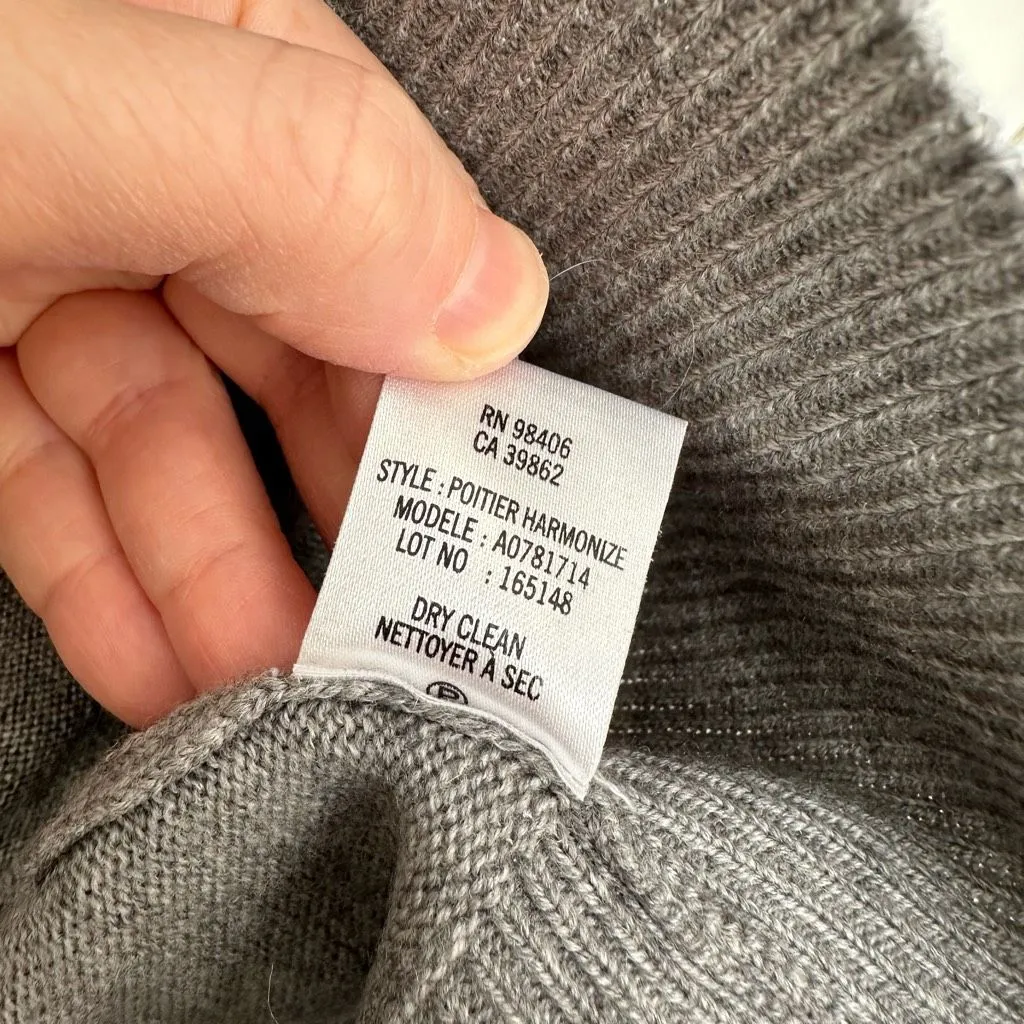 RN 98406
CA 39862
STYLE : POITIER HARMONIZE
MODELE : A0781714
LOT NO : 165148
DRY CLEAN
NETTOYER À SEC
P